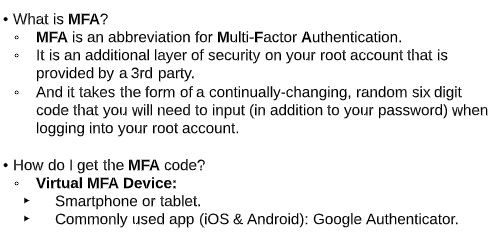 • What is MFA?
◦ MFA is an abbreviation for Multi-Factor Authentication.
◦ It is an additional layer of security on your root account that is
provided by a 3rd party.
◦ And it takes the form of a continually-changing, random six digit
code that you will need to input (in addition to your password) when
logging into your root account.
• How do I get the MFA code?
◦ Virtual MFA Device:
‣ Smartphone or tablet.
‣ Commonly used app (iOS & Android): Google Authenticator.